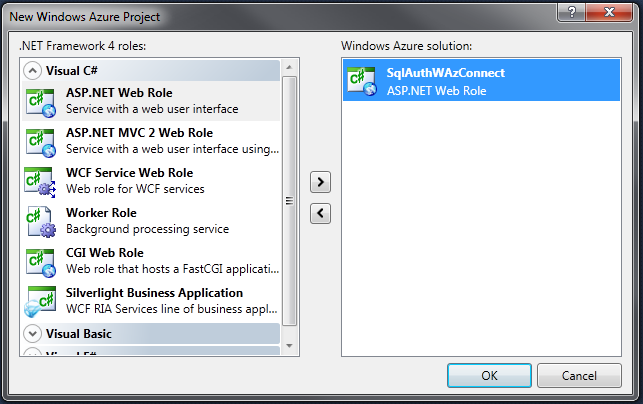 New Windows Azure Project
.NET Framework 4 roles:
Visual C#
ASP.NET Web Role
Service with a web user interface
ASP.NET MVC 2 Web Role
Service with a web user interface using...
WCF Service Web Role
Web role for WCF services
Worker Role
Background processing service
CGI Web Role
Web role that hosts a FastCGI applicati...
Silverlight Business Application
WCF RIA Services line of business appl...
Visual Basic
Visual F#
>
<
Windows Azure solution:
SqlAuthWAzConnect
ASP.NET Web Role
OK
Cancel